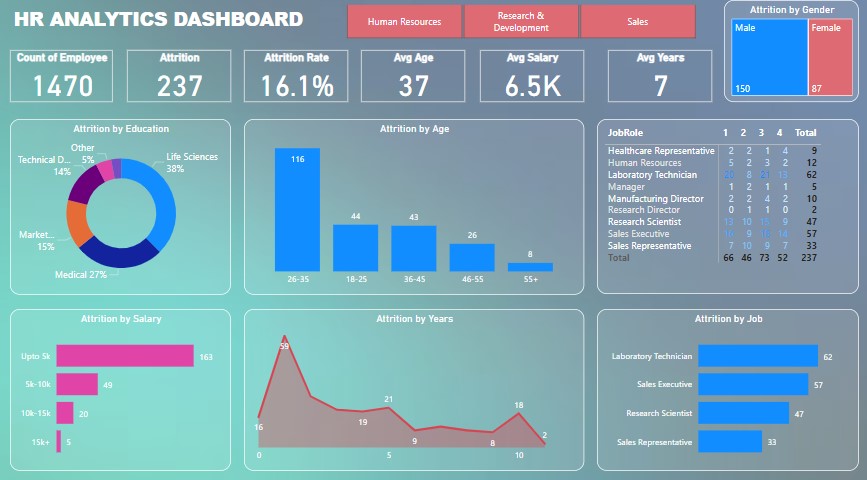 HR ANALYTICS DASHBOARD
Human Resources
Research &
Development
Sales
Attrition by Gender
Male
Female
150
87
Count of Employee
1470
Attrition
237
Attrition Rate
16.1%
Avg Age
37
Avg Salary
6.5K
Avg Years
7
Attrition by Education
Other
5%
Life Sciences
38%
Technical D...
14%
Market...
15%
Medical 27%
Attrition by Age
116
44
43
26
8
26-35 18-25 36-45 46-55 55+
JobRole 1 2 3 4 Total
Healthcare Representative 2 2 1 4 9
Human Resources 5 2 3 2 12
Laboratory Technician 8 62
Manager 1 2 1 1 5
Manufacturing Director 2 2 4 2 10
Research Director 0 1 1 0 2
Research Scientist 10 9 47
Sales Executive 9 57
Sales Representative 7 10 9 7 33
Total 66 46 73 52 237
Attrition by Salary
Upto 5k 163
5k-10k 49
10k-15k 20
15k+ 5
Attrition by Years
59
16
19
21
9
8
18
2
0 5 10
Attrition by Job
Laboratory Technician 62
Sales Executive 57
Research Scientist 47
Sales Representative 33